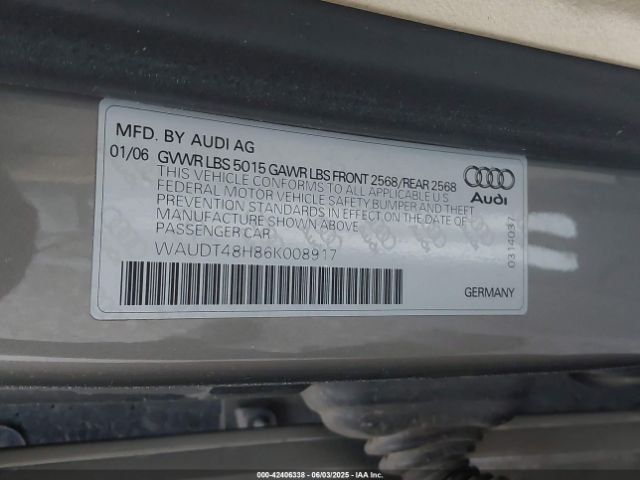 MFD. BY AUDI AG
01/06 GVWR LBS 5015 GAWR LBS FRONT 2568/REAR 2568
THIS VEHICLE CONFORMS TO ALL APPLICABLE U.S
FEDERAL MOTOR VEHICLE SAFETY BUMPER AND THEFT
PREVENTION STANDARDS IN EFFECT ON THE DATE OF
MANUFACTURE SHOWN ABOVE
PASSENGER CAR
WAUDT48H86K008917
Audi
0314037
GERMANY
000-42406338 - 06/03/2025 - IAA Inc.